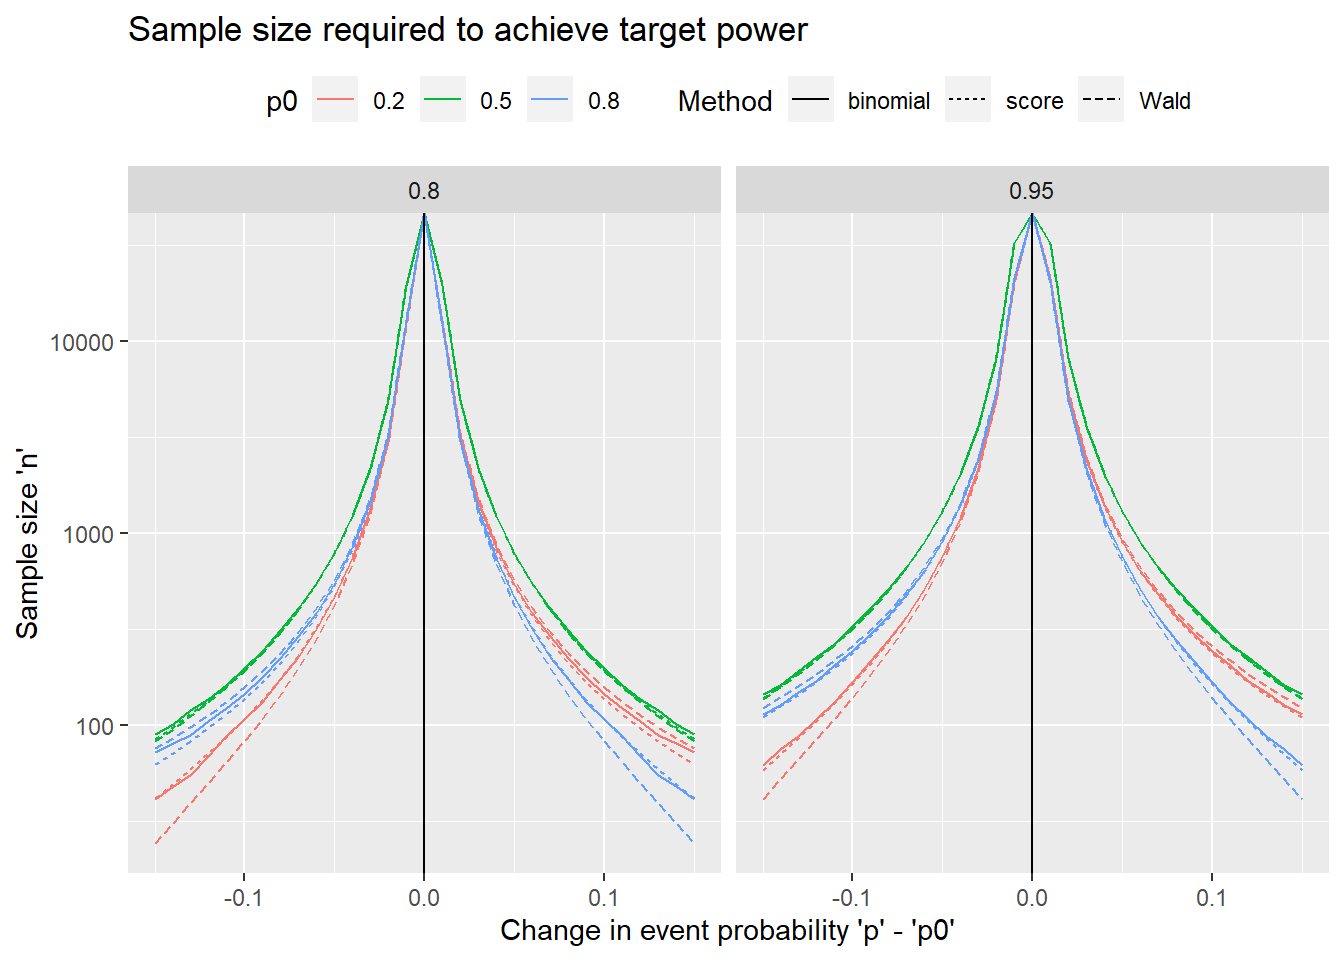 Sample size required to achieve target power
p0 0.2 0.5 0.8 Method binomial score Wald
0.8 0.95
10000
1000
100
Sample size 'n'
-0.1 0.0 0.1 -0.1 0.0 0.1
Change in event probability 'p' - 'p0'